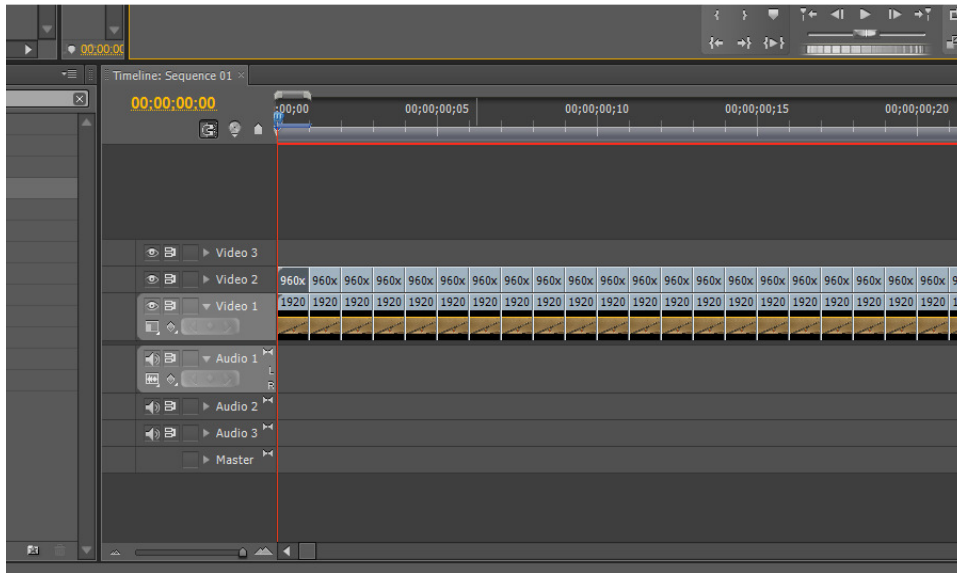 00;00;00
Timeline: Sequence 01
00;00;00;00
;00;00 00;00;00;05 00;00;00;10 00;00;00;15 00;00;00;20
Video 3
Video 2
960x 960x 960x 960x 960x 960x 960x 960x 960x 960x 960x 960x 960x 960x 960x 960x 960x 960x 960x 960x 960x 9
Video 1
1920 1920 1920 1920 1920 1920 1920 1920 1920 1920 1920 1920 1920 1920 1920 1920 1920 1920 1920 1920 1920 1
Audio 1
L
R
Audio 2
Audio 3
Master